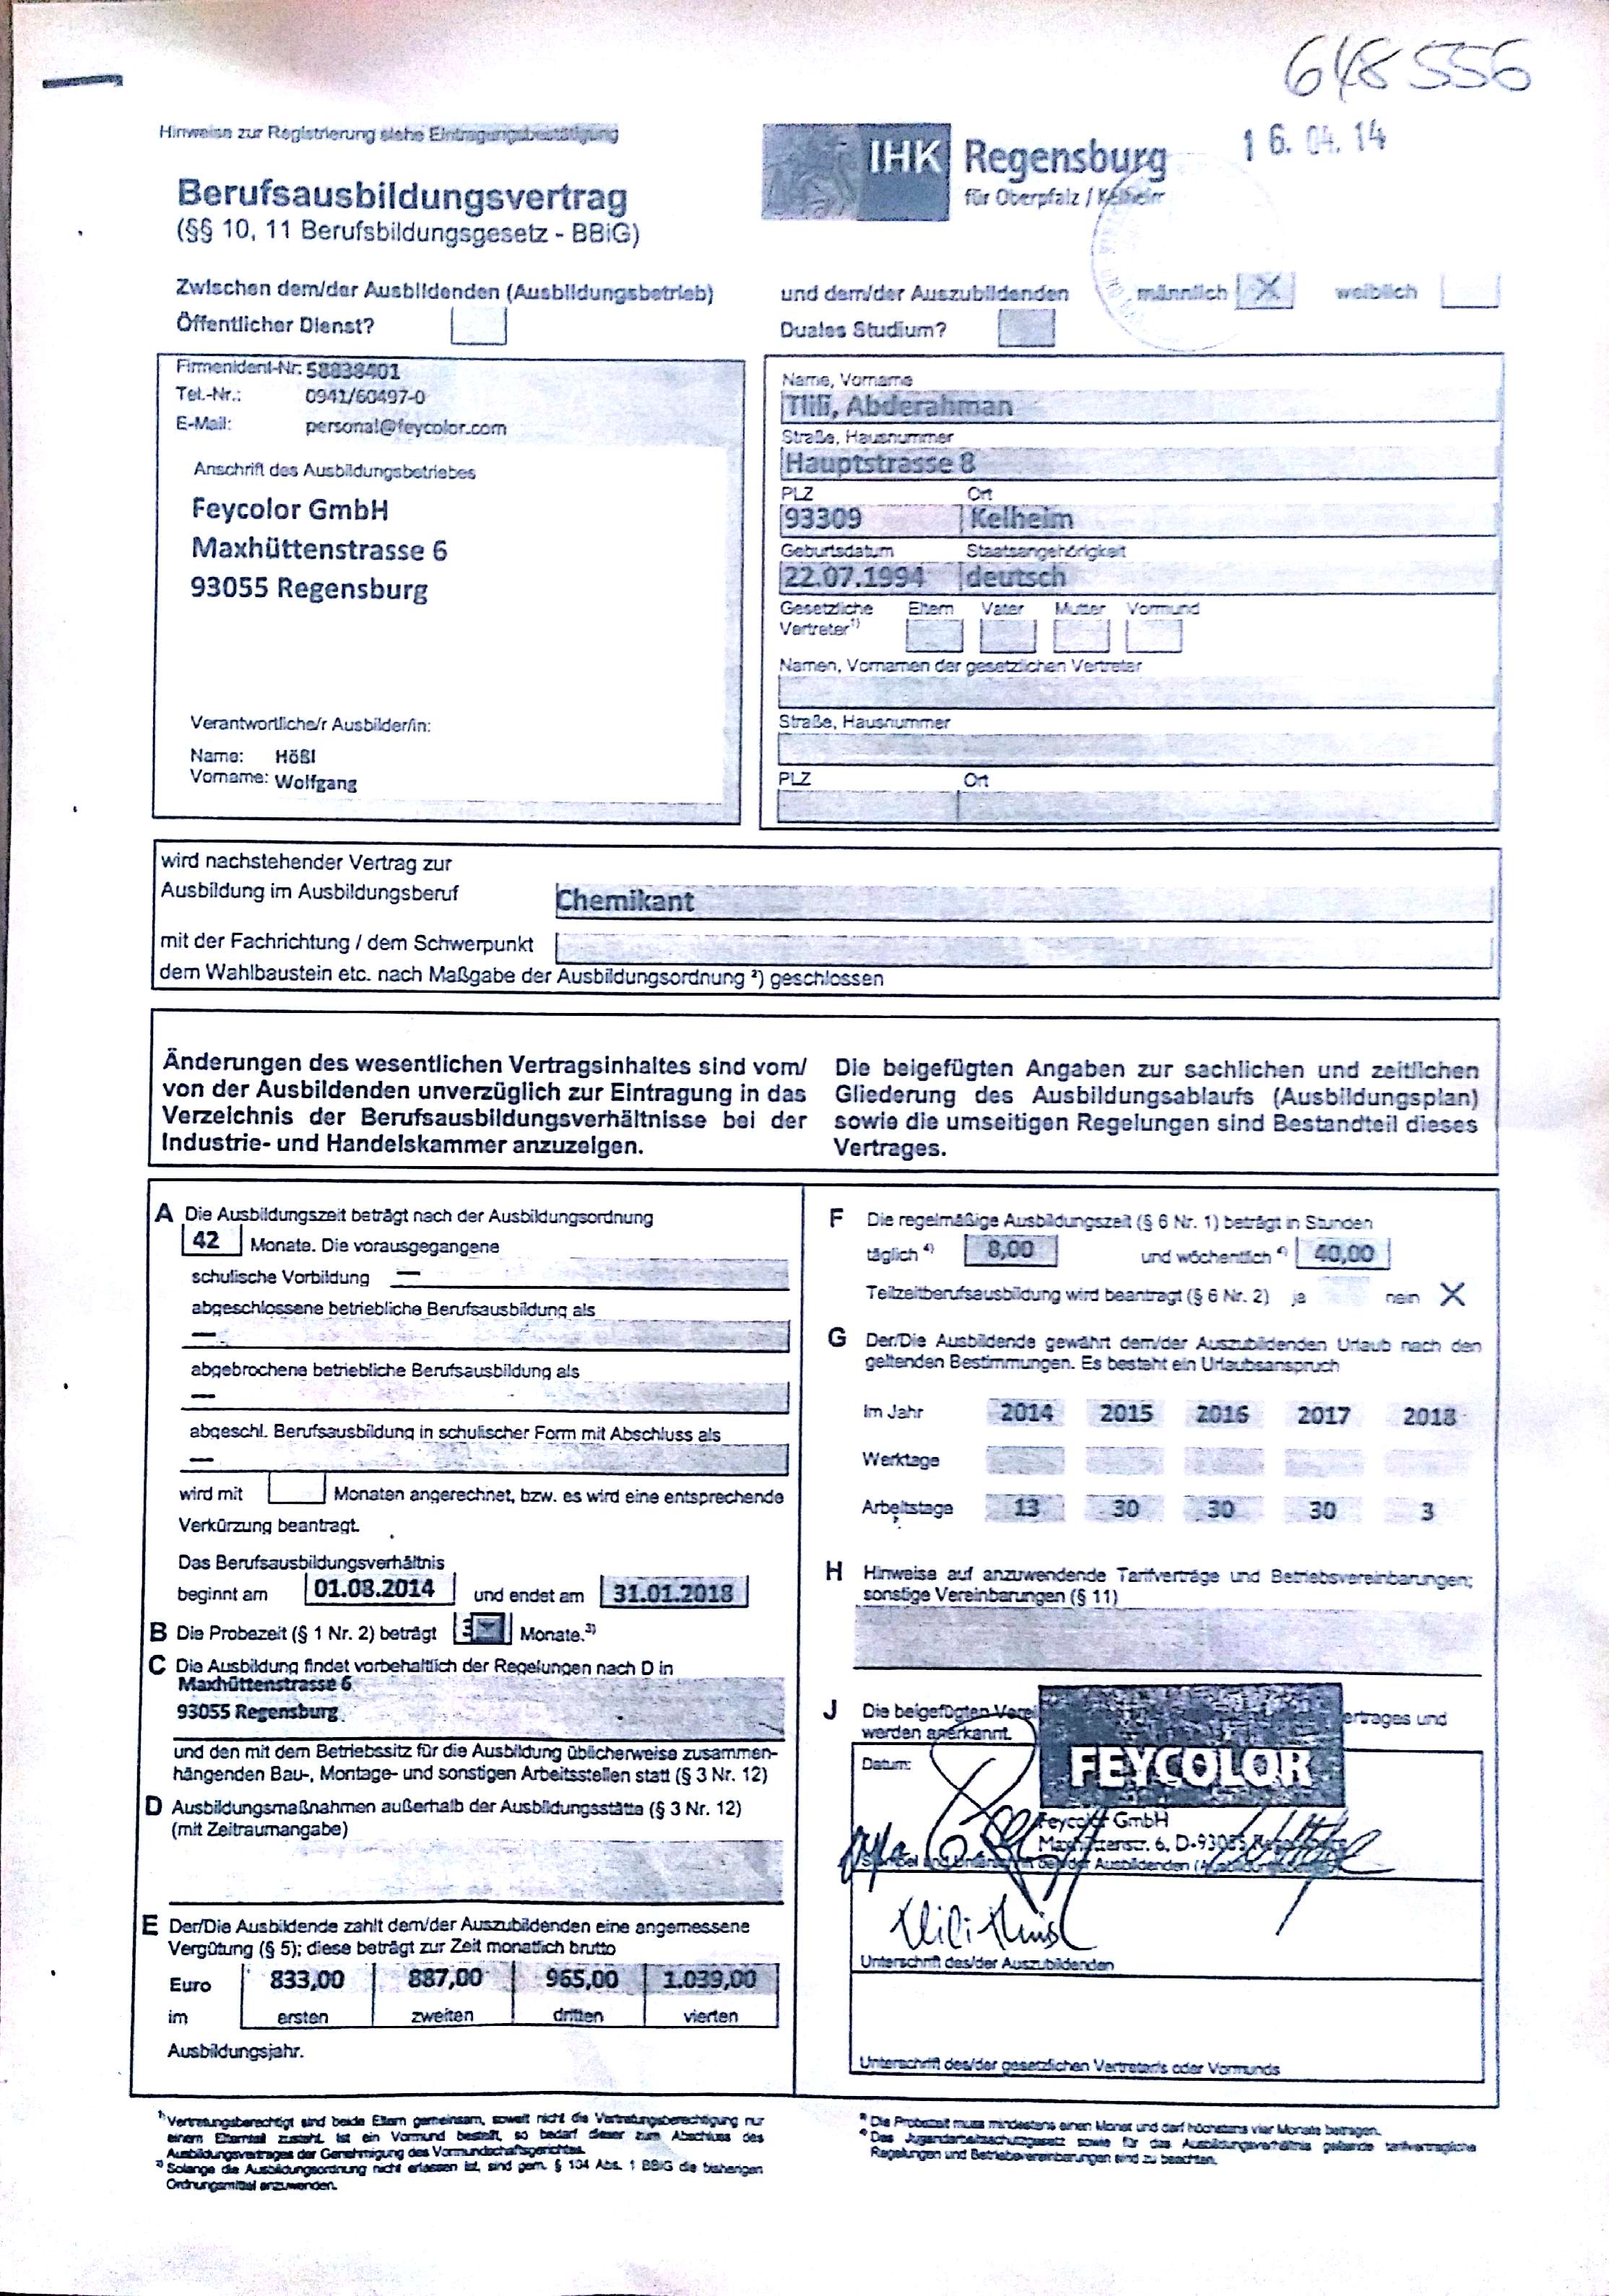 648 556
Hinweise zur Registrierung siehe Eintragungsbestätigung
16. 04. 14
IHK Regensburg
für Oberpfalz / Kelheim
Berufsausbildungsvertrag
(§§ 10, 11 Berufsbildungsgesetz - BBiG)
Zwischen dem/der Ausbildenden (Ausbildungsbetrieb)
Öffentlicher Dienst?
und dem/der Auszubildenden männlich X weiblich
Duales Studium?
Firmenident-Nr: 58838401
Tel.-Nr.: 0941/60497-0
E-Mail: personal@feycolor.com
Anschrift des Ausbildungsbetriebes
Feycolor GmbH
Maxhüttenstrasse 6
93055 Regensburg
Verantwortliche/r Ausbilder/in:
Name: Hößl
Vorname: Wolfgang
Name, Vorname
Tlili, Abderahman
Straße, Hausnummer
Hauptstrasse 8
PLZ Ort
93309 Kelheim
Geburtsdatum Staatsangehörigkeit
22.07.1994 deutsch
Gesetzliche Eltern Vater Mutter Vormund
Vertreter1)
Namen, Vornamen der gesetzlichen Vertreter
Straße, Hausnummer
PLZ Ort
wird nachstehender Vertrag zur
Ausbildung im Ausbildungsberuf Chemikant
mit der Fachrichtung / dem Schwerpunkt
dem Wahlbaustein etc. nach Maßgabe der Ausbildungsordnung ²) geschlossen
Änderungen des wesentlichen Vertragsinhaltes sind vom/
von der Ausbildenden unverzüglich zur Eintragung in das
Verzeichnis der Berufsausbildungsverhältnisse bei der
Industrie- und Handelskammer anzuzeigen.
Die beigefügten Angaben zur sachlichen und zeitlichen
Gliederung des Ausbildungsablaufs (Ausbildungsplan)
sowie die umseitigen Regelungen sind Bestandteil dieses
Vertrages.
A Die Ausbildungszeit beträgt nach der Ausbildungsordnung
42 Monate. Die vorausgegangene
schulische Vorbildung —
abgeschlossene betriebliche Berufsausbildung als
—
abgebrochene betriebliche Berufsausbildung als
—
abgeschl. Berufsausbildung in schulischer Form mit Abschluss als
—
wird mit Monaten angerechnet, bzw. es wird eine entsprechende
Verkürzung beantragt.
Das Berufsausbildungsverhältnis
beginnt am 01.08.2014 und endet am 31.01.2018
B Die Probezeit (§ 1 Nr. 2) beträgt 3 Monate.3)
C Die Ausbildung findet vorbehaltlich der Regelungen nach D in
Maxhüttenstrasse 6
93055 Regensburg
und den mit dem Betriebssitz für die Ausbildung üblicherweise zusammen-
hängenden Bau-, Montage- und sonstigen Arbeitsstellen statt (§ 3 Nr. 12)
D Ausbildungsmaßnahmen außerhalb der Ausbildungsstätte (§ 3 Nr. 12)
(mit Zeitraumangabe)
E Der/Die Ausbildende zahlt dem/der Auszubildenden eine angemessene
Vergütung (§ 5); diese beträgt zur Zeit monatlich brutto
Euro 833,00 887,00 965,00 1.039,00
im ersten zweiten dritten vierten
Ausbildungsjahr.
F Die regelmäßige Ausbildungszeit (§ 6 Nr. 1) beträgt in Stunden
täglich 4) 8,00 und wöchentlich 4) 40,00
Teilzeitberufsausbildung wird beantragt (§ 6 Nr. 2) ja nein X
G Der/Die Ausbildende gewährt dem/der Auszubildenden Urlaub nach den
geltenden Bestimmungen. Es besteht ein Urlaubsanspruch
Im Jahr 2014 2015 2016 2017 2018
Werktage
Arbeitstage 13 30 30 30 3
H Hinweise auf anzuwendende Tarifverträge und Betriebsvereinbarungen;
sonstige Vereinbarungen (§ 11)
J Die beigefügten ertrages und
werden anerkannt.
Datum:
FEYCOLOR
Feycolor GmbH
Maxhüttenstr. 6, D-93055
Stempel und Unterschrift des/der Ausbildenden
Unterschrift des/der Auszubildenden
Unterschrift des/der gesetzlichen Vertreter/s oder Vormunds
1) Vertretungsberechtigt sind beide Eltern gemeinsam, soweit nicht die Vertretungsberechtigung nur
einem Elternteil zusteht. Ist ein Vormund bestellt, so bedarf dieser zum Abschluss des
Ausbildungsvertrages der Genehmigung des Vormundschaftsgerichtes.
2) Solange die Ausbildungsordnung nicht erlassen ist, sind gem. § 104 Abs. 1 BBiG die bisherigen
Ordnungsmittel anzuwenden.
3) Die Probezeit muss mindestens einen Monat und darf höchstens vier Monate betragen.
4) Das Jugendarbeitsschutzgesetz sowie für das Ausbildungsverhältnis geltende tarifvertragliche
Regelungen und Betriebsvereinbarungen sind zu beachten.